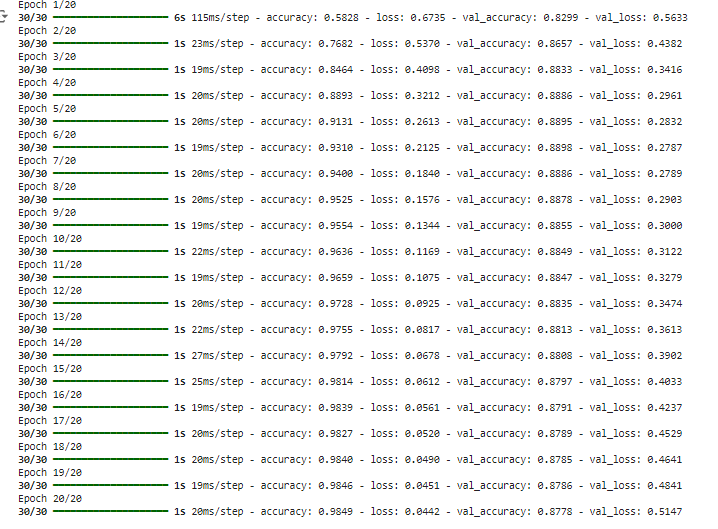 Epoch 1/20
30/30 ━━━━━━━━━━━━━━━━━━━━ 6s 115ms/step - accuracy: 0.5828 - loss: 0.6735 - val_accuracy: 0.8299 - val_loss: 0.5633
Epoch 2/20
30/30 ━━━━━━━━━━━━━━━━━━━━ 1s 23ms/step - accuracy: 0.7682 - loss: 0.5370 - val_accuracy: 0.8657 - val_loss: 0.4382
Epoch 3/20
30/30 ━━━━━━━━━━━━━━━━━━━━ 1s 19ms/step - accuracy: 0.8464 - loss: 0.4098 - val_accuracy: 0.8833 - val_loss: 0.3416
Epoch 4/20
30/30 ━━━━━━━━━━━━━━━━━━━━ 1s 20ms/step - accuracy: 0.8893 - loss: 0.3212 - val_accuracy: 0.8886 - val_loss: 0.2961
Epoch 5/20
30/30 ━━━━━━━━━━━━━━━━━━━━ 1s 20ms/step - accuracy: 0.9131 - loss: 0.2613 - val_accuracy: 0.8895 - val_loss: 0.2832
Epoch 6/20
30/30 ━━━━━━━━━━━━━━━━━━━━ 1s 19ms/step - accuracy: 0.9310 - loss: 0.2125 - val_accuracy: 0.8898 - val_loss: 0.2787
Epoch 7/20
30/30 ━━━━━━━━━━━━━━━━━━━━ 1s 20ms/step - accuracy: 0.9400 - loss: 0.1840 - val_accuracy: 0.8886 - val_loss: 0.2789
Epoch 8/20
30/30 ━━━━━━━━━━━━━━━━━━━━ 1s 20ms/step - accuracy: 0.9525 - loss: 0.1576 - val_accuracy: 0.8878 - val_loss: 0.2903
Epoch 9/20
30/30 ━━━━━━━━━━━━━━━━━━━━ 1s 19ms/step - accuracy: 0.9554 - loss: 0.1344 - val_accuracy: 0.8855 - val_loss: 0.3000
Epoch 10/20
30/30 ━━━━━━━━━━━━━━━━━━━━ 1s 22ms/step - accuracy: 0.9636 - loss: 0.1169 - val_accuracy: 0.8849 - val_loss: 0.3122
Epoch 11/20
30/30 ━━━━━━━━━━━━━━━━━━━━ 1s 19ms/step - accuracy: 0.9659 - loss: 0.1075 - val_accuracy: 0.8847 - val_loss: 0.3279
Epoch 12/20
30/30 ━━━━━━━━━━━━━━━━━━━━ 1s 20ms/step - accuracy: 0.9728 - loss: 0.0925 - val_accuracy: 0.8835 - val_loss: 0.3474
Epoch 13/20
30/30 ━━━━━━━━━━━━━━━━━━━━ 1s 22ms/step - accuracy: 0.9755 - loss: 0.0817 - val_accuracy: 0.8813 - val_loss: 0.3613
Epoch 14/20
30/30 ━━━━━━━━━━━━━━━━━━━━ 1s 27ms/step - accuracy: 0.9792 - loss: 0.0678 - val_accuracy: 0.8808 - val_loss: 0.3902
Epoch 15/20
30/30 ━━━━━━━━━━━━━━━━━━━━ 1s 25ms/step - accuracy: 0.9814 - loss: 0.0612 - val_accuracy: 0.8797 - val_loss: 0.4033
Epoch 16/20
30/30 ━━━━━━━━━━━━━━━━━━━━ 1s 19ms/step - accuracy: 0.9839 - loss: 0.0561 - val_accuracy: 0.8791 - val_loss: 0.4237
Epoch 17/20
30/30 ━━━━━━━━━━━━━━━━━━━━ 1s 20ms/step - accuracy: 0.9827 - loss: 0.0520 - val_accuracy: 0.8789 - val_loss: 0.4529
Epoch 18/20
30/30 ━━━━━━━━━━━━━━━━━━━━ 1s 20ms/step - accuracy: 0.9840 - loss: 0.0490 - val_accuracy: 0.8785 - val_loss: 0.4641
Epoch 19/20
30/30 ━━━━━━━━━━━━━━━━━━━━ 1s 19ms/step - accuracy: 0.9846 - loss: 0.0451 - val_accuracy: 0.8786 - val_loss: 0.4841
Epoch 20/20
30/30 ━━━━━━━━━━━━━━━━━━━━ 1s 20ms/step - accuracy: 0.9849 - loss: 0.0442 - val_accuracy: 0.8778 - val_loss: 0.5147